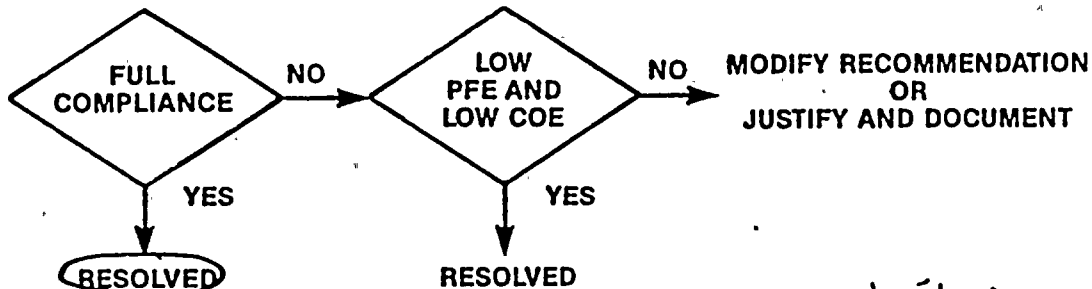 FULL
COMPLIANCE
NO
LOW
PFE AND
LOW COE
NO
MODIFY RECOMMENDATION
OR
JUSTIFY AND DOCUMENT
YES
YES
RESOLVED
RESOLVED